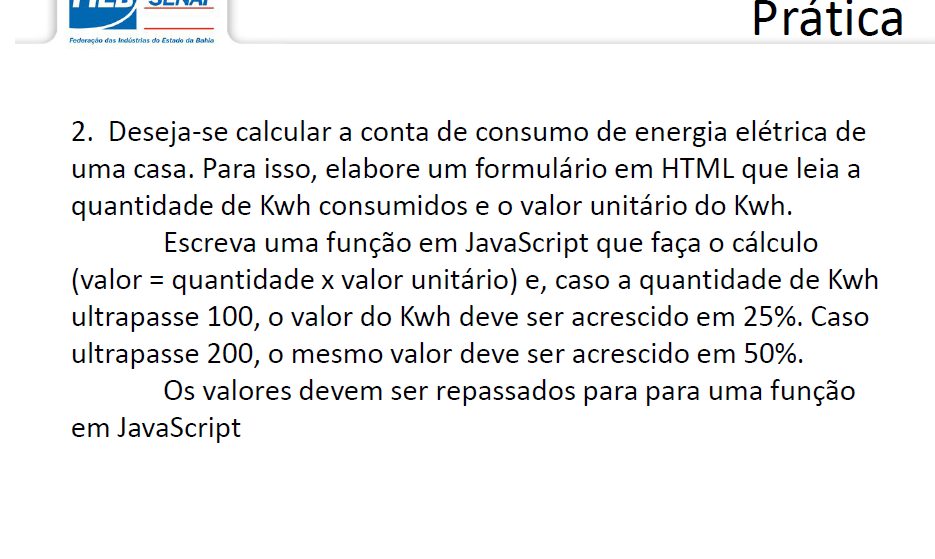 SENAI
Federação das Indústrias do Estado da Bahia
Prática
2. Deseja-se calcular a conta de consumo de energia elétrica de
uma casa. Para isso, elabore um formulário em HTML que leia a
quantidade de Kwh consumidos e o valor unitário do Kwh.
Escreva uma função em JavaScript que faça o cálculo
(valor = quantidade x valor unitário) e, caso a quantidade de Kwh
ultrapasse 100, o valor do Kwh deve ser acrescido em 25%. Caso
ultrapasse 200, o mesmo valor deve ser acrescido em 50%.
Os valores devem ser repassados para para uma função
em JavaScript